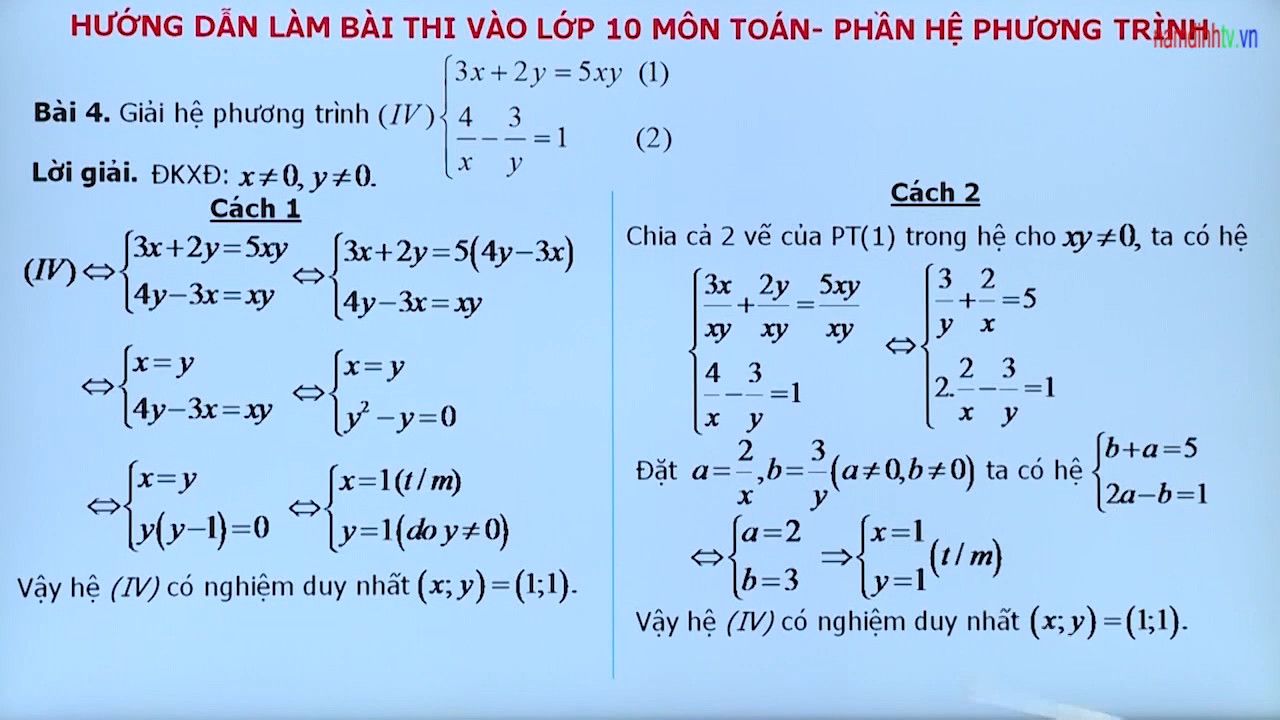 HƯỚNG DẪN LÀM BÀI THI VÀO LỚP 10 MÔN TOÁN- PHẦN HỆ PHƯƠNG TRÌNH
namdinhtv.vn
Bài 4. Giải hệ phương trình (IV) { 3x + 2y = 5xy (1)
4/x − 3/y = 1 (2)
Lời giải. ĐKXĐ: x≠0, y≠0.
Cách 1
(IV) ⇔ { 3x+2y=5xy ⇔ { 3x+2y=5(4y−3x)
4y−3x=xy 4y−3x=xy
⇔ { x=y ⇔ { x=y
4y−3x=xy y²−y=0
⇔ { x=y ⇔ { x=1(t/m)
y(y−1)=0 y=1(do y≠0)
Vậy hệ (IV) có nghiệm duy nhất (x; y)=(1;1).
Cách 2
Chia cả 2 vế của PT(1) trong hệ cho xy≠0, ta có hệ
{ 3x/xy + 2y/xy = 5xy/xy ⇔ { 3/y + 2/x =5
4/x − 3/y =1 2.2/x − 3/y =1
Đặt a=2/x, b=3/y (a≠0,b≠0) ta có hệ { b+a=5
2a−b=1
⇔ { a=2 ⇒ { x=1 (t/m)
b=3 y=1
Vậy hệ (IV) có nghiệm duy nhất (x; y)=(1;1).